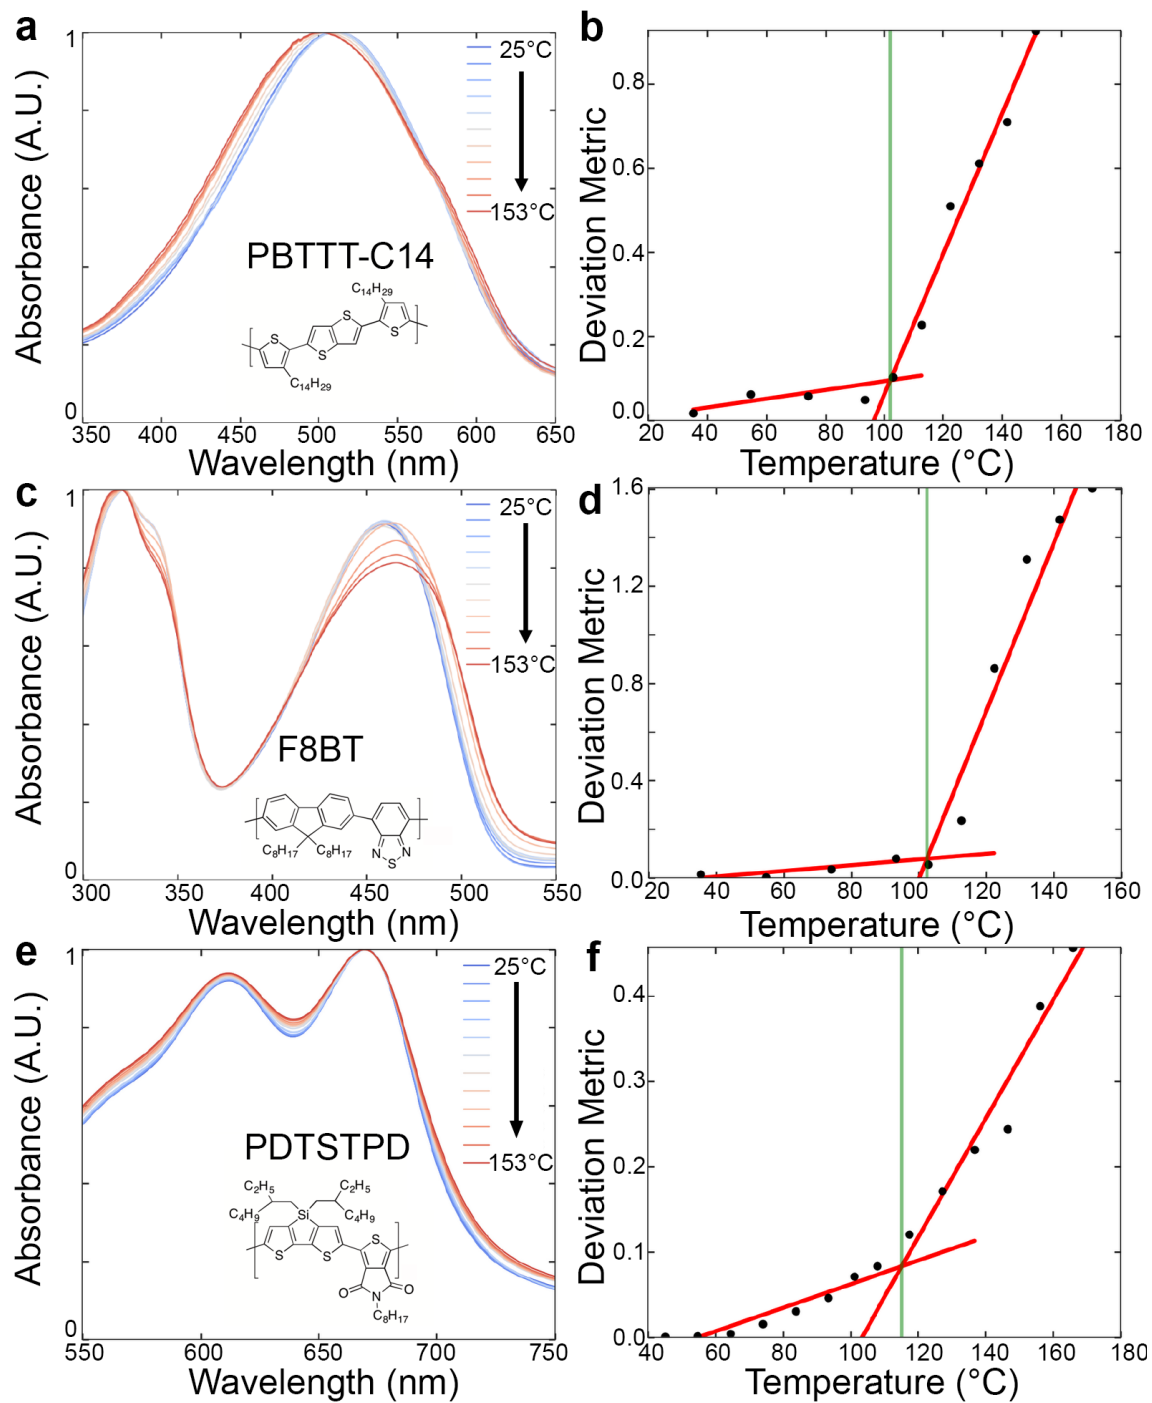 a
1
Absorbance (A.U.)
25°C
153°C
PBTTT-C14
C14H29
S
S
S
S
C14H29
0
350 400 450 500 550 600 650
Wavelength (nm)
b
Deviation Metric
0.8
0.6
0.4
0.2
0.0
20 40 60 80 100 120 140 160 180
Temperature (°C)
c
1
Absorbance (A.U.)
25°C
153°C
F8BT
C8H17 C8H17
N S N
0
300 350 400 450 500 550
Wavelength (nm)
d
Deviation Metric
1.6
1.2
0.8
0.4
0.0
20 40 60 80 100 120 140 160
Temperature (°C)
e
1
Absorbance (A.U.)
25°C
153°C
PDTSTPD
C2H5 C2H5
C4H9 Si C4H9
S S S
O N O
C8H17
0
550 600 650 700 750
Wavelength (nm)
f
Deviation Metric
0.4
0.3
0.2
0.1
0.0
40 60 80 100 120 140 160 180
Temperature (°C)